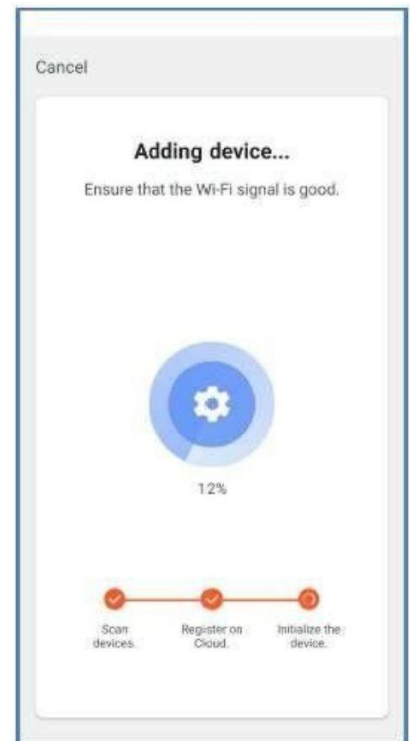 Cancel
Adding device...
Ensure that the Wi-Fi signal is good.
12%
Scan
devices.
Register on
Cloud.
Initialize the
device.